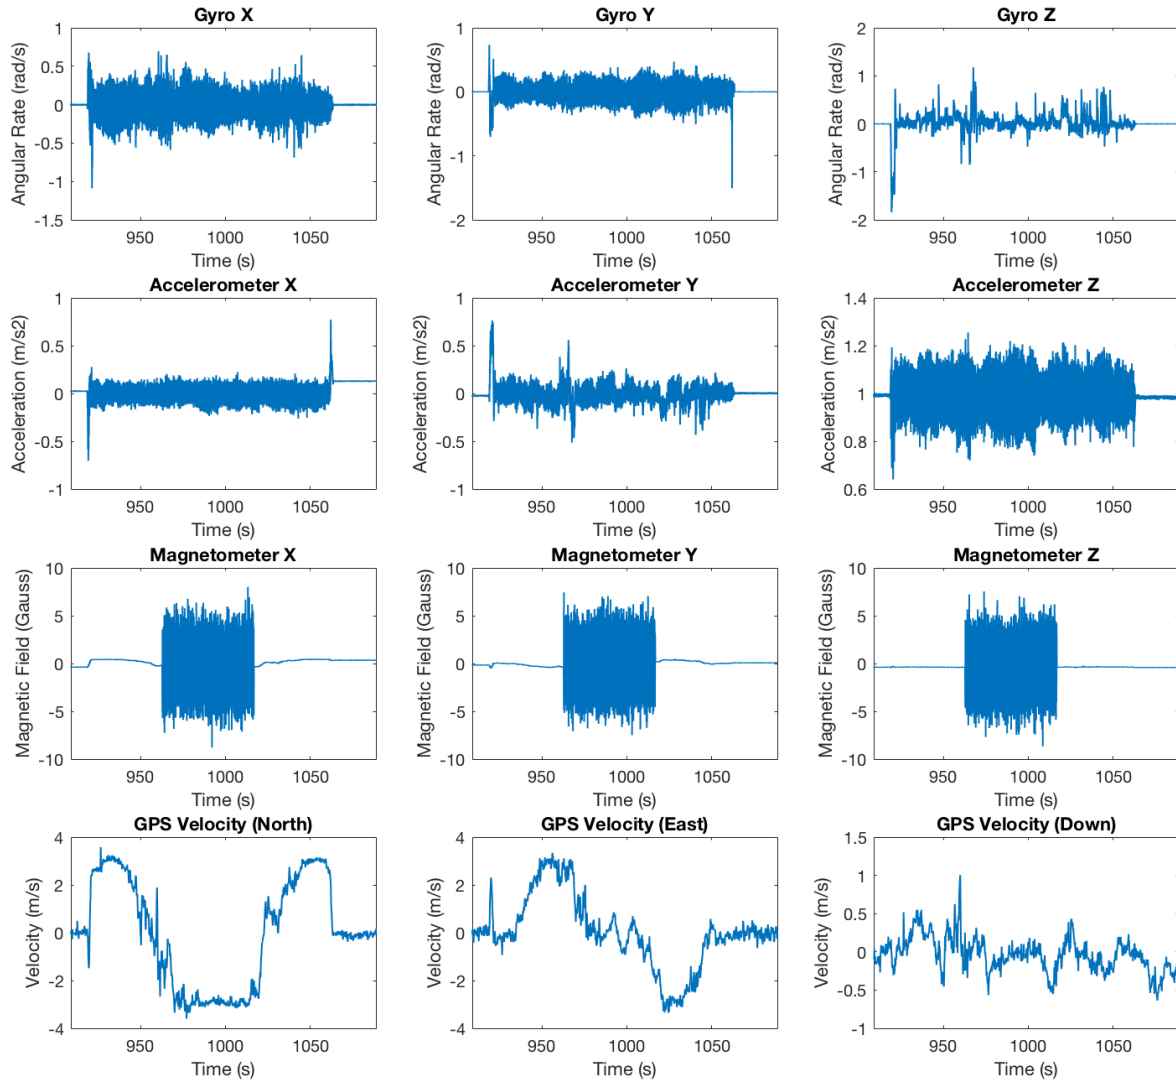 Gyro X
Angular Rate (rad/s)
1
0.5
0
-0.5
-1
-1.5
950
1000
1050
Time (s)
Gyro Y
Angular Rate (rad/s)
1
0
-1
-2
950
1000
1050
Time (s)
Gyro Z
Angular Rate (rad/s)
2
1
0
-1
-2
950
1000
1050
Time (s)
Accelerometer X
Acceleration (m/s2)
1
0.5
0
-0.5
-1
950
1000
1050
Time (s)
Accelerometer Y
Acceleration (m/s2)
1
0.5
0
-0.5
-1
950
1000
1050
Time (s)
Accelerometer Z
Acceleration (m/s2)
1.4
1.2
1
0.8
0.6
950
1000
1050
Time (s)
Magnetometer X
Magnetic Field (Gauss)
10
5
0
-5
-10
950
1000
1050
Time (s)
Magnetometer Y
Magnetic Field (Gauss)
10
5
0
-5
-10
950
1000
1050
Time (s)
Magnetometer Z
Magnetic Field (Gauss)
10
5
0
-5
-10
950
1000
1050
Time (s)
GPS Velocity (North)
Velocity (m/s)
4
2
0
-2
-4
950
1000
1050
Time (s)
GPS Velocity (East)
Velocity (m/s)
4
2
0
-2
-4
950
1000
1050
Time (s)
GPS Velocity (Down)
Velocity (m/s)
1.5
1
0.5
0
-0.5
-1
950
1000
1050
Time (s)